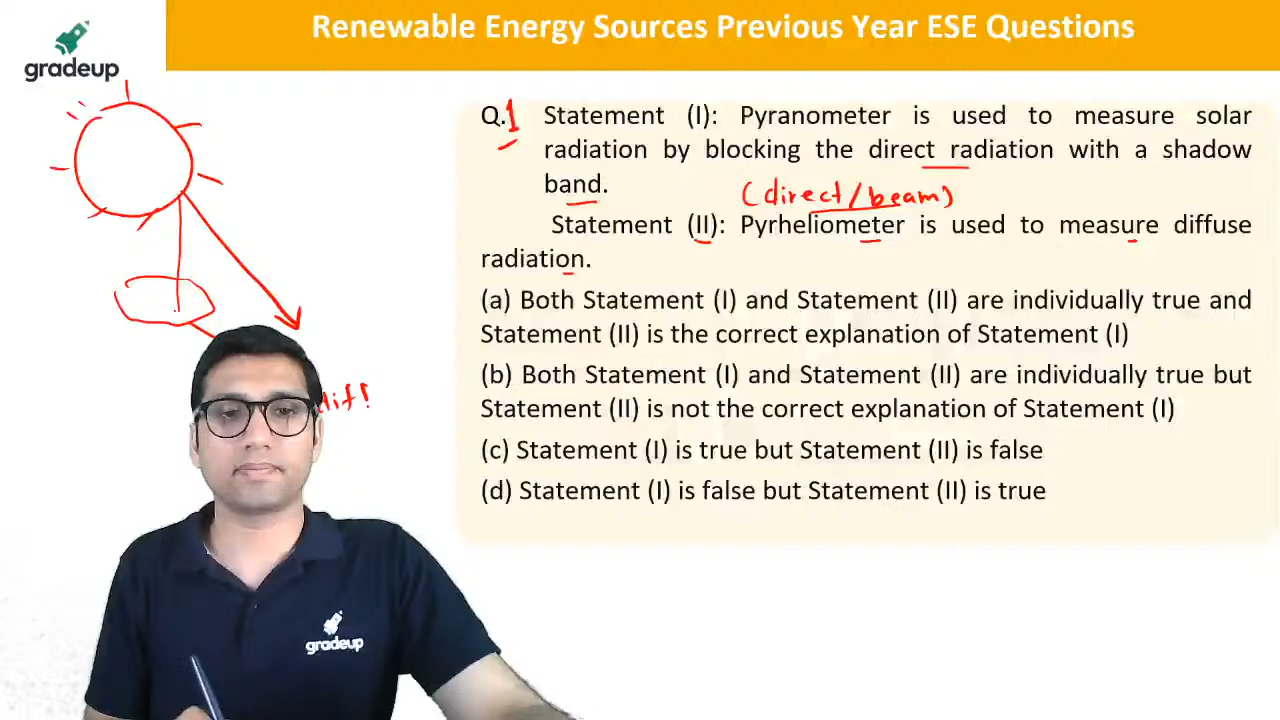 Renewable Energy Sources Previous Year ESE Questions
gradeup
Q.1 Statement (I): Pyranometer is used to measure solar
radiation by blocking the direct radiation with a shadow
band.
(direct/beam)
Statement (II): Pyrheliometer is used to measure diffuse
radiation.
(a) Both Statement (I) and Statement (II) are individually true and
Statement (II) is the correct explanation of Statement (I)
(b) Both Statement (I) and Statement (II) are individually true but
Statement (II) is not the correct explanation of Statement (I)
(c) Statement (I) is true but Statement (II) is false
(d) Statement (I) is false but Statement (II) is true
gradeup